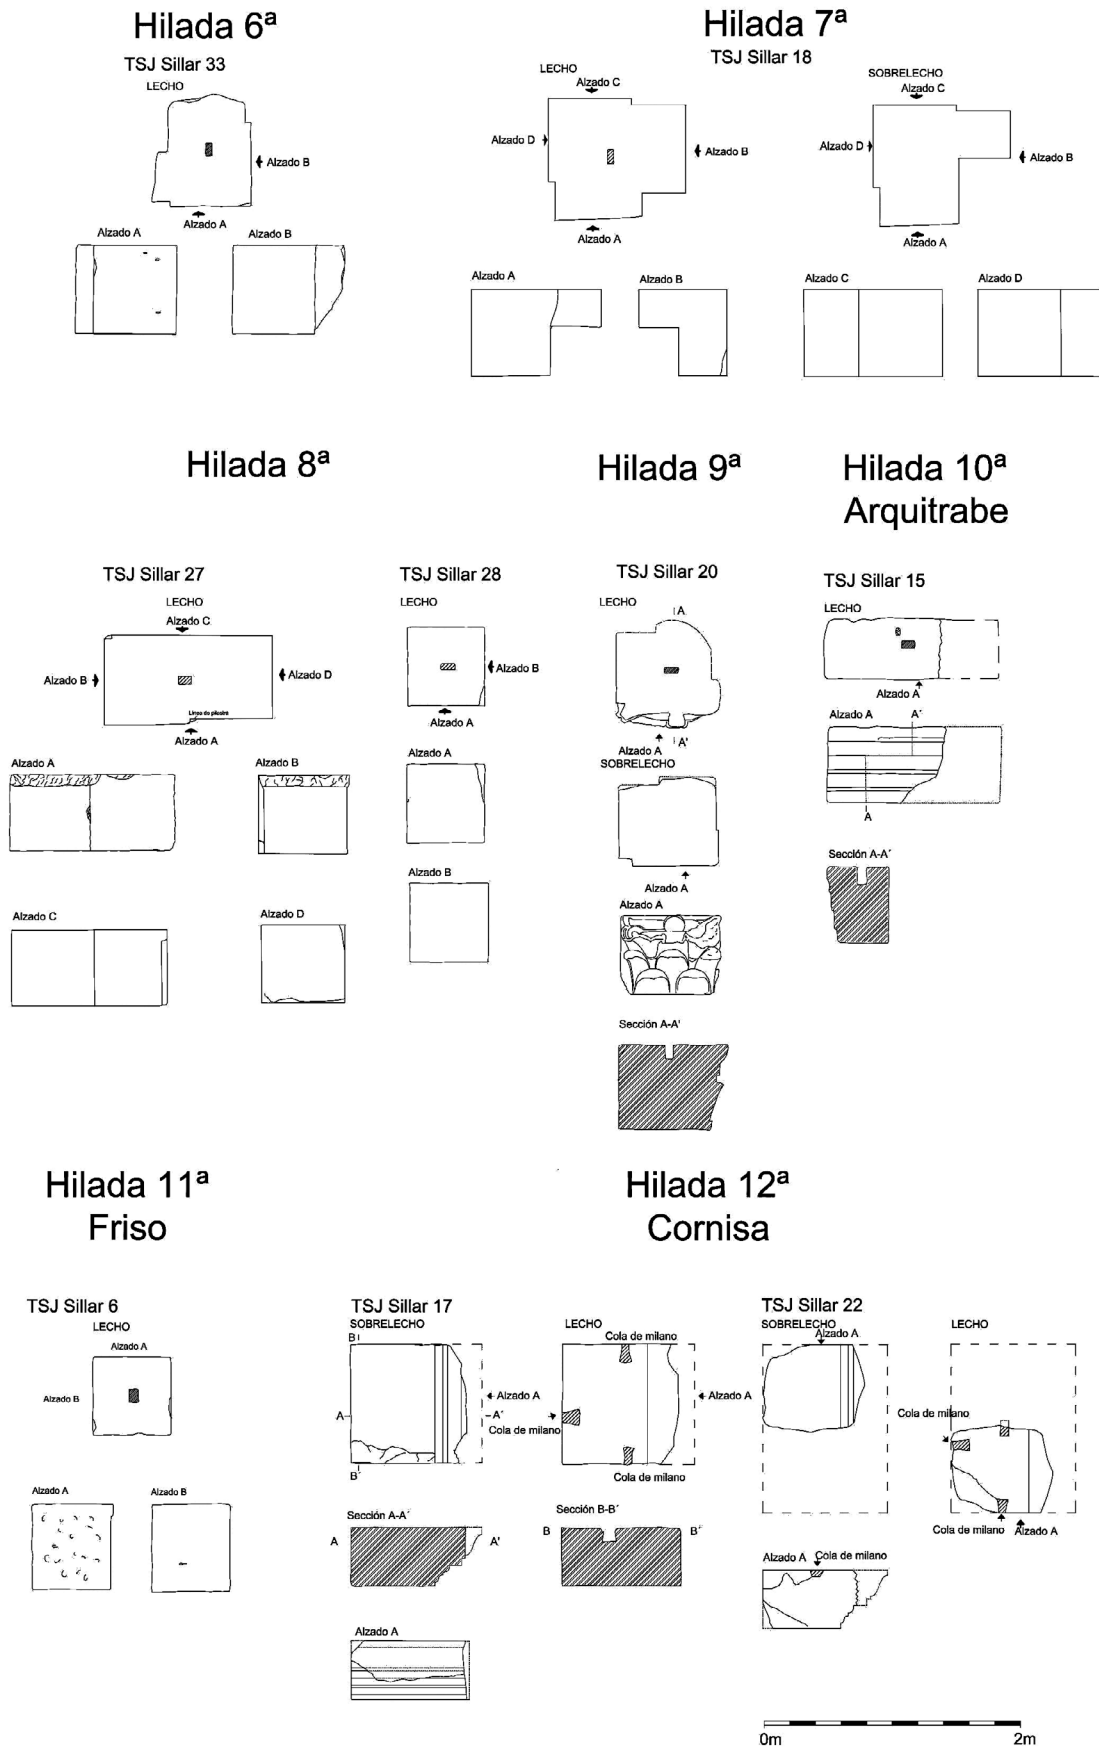 Hilada 6ª
TSJ Sillar 33
LECHO
Alzado B
Alzado A
Alzado A
Alzado B
Hilada 7ª
TSJ Sillar 18
LECHO
Alzado C
Alzado D
Alzado B
Alzado A
SOBRELECHO
Alzado C
Alzado D
Alzado B
Alzado A
Alzado A
Alzado B
Alzado C
Alzado D
Hilada 8ª
TSJ Sillar 27
LECHO
Alzado C
Alzado B
Alzado D
Línea de pilastra
Alzado A
Alzado A
Alzado B
Alzado C
Alzado D
TSJ Sillar 28
LECHO
Alzado B
Alzado A
Alzado A
Alzado B
Hilada 9ª
TSJ Sillar 20
LECHO
A
Alzado A
A'
SOBRELECHO
Alzado A
Alzado A
Sección A-A'
Hilada 10ª
Arquitrabe
TSJ Sillar 15
LECHO
Alzado A
Alzado A
A´
A
Sección A-A´
Hilada 11ª
Friso
TSJ Sillar 6
LECHO
Alzado A
Alzado B
Alzado A
Alzado B
Hilada 12ª
Cornisa
TSJ Sillar 17
SOBRELECHO
B
Alzado A
A
A´
B´
LECHO
Cola de milano
Alzado A
Cola de milano
Cola de milano
Sección A-A´
A
A'
Sección B-B´
B
B´
Alzado A
TSJ Sillar 22
SOBRELECHO
Alzado A
LECHO
Cola de milano
Cola de milano
Alzado A
Alzado A
Cola de milano
0m
2m